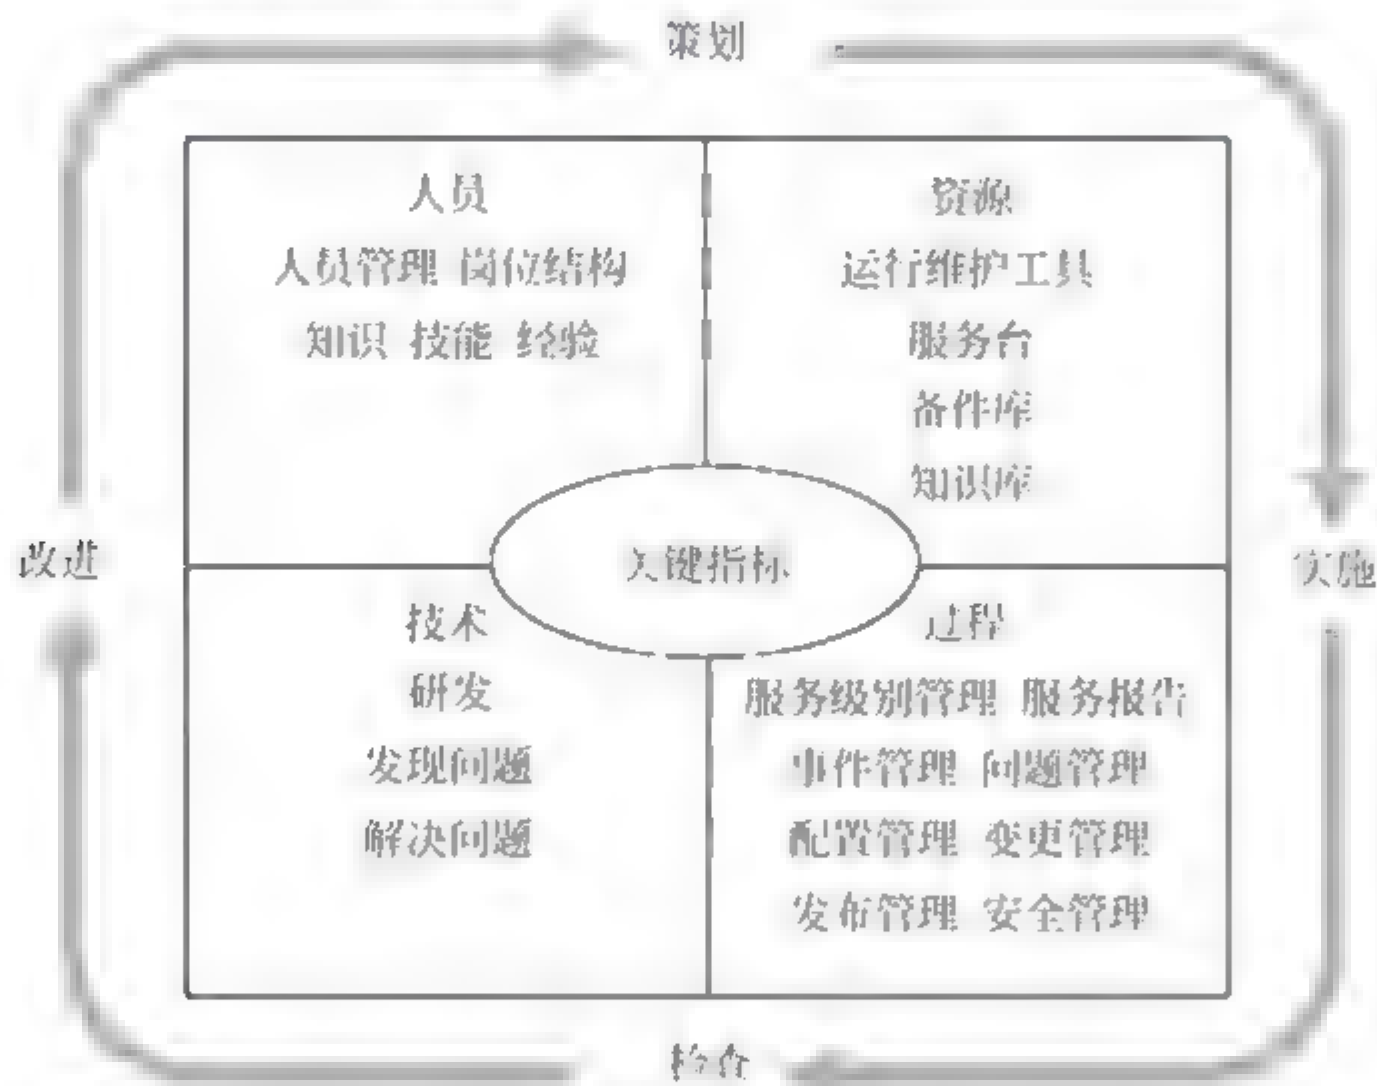 策划
人员
人员管理 岗位结构
知识 技能 经验
资源
运行维护工具
服务台
备件库
知识库
改进
关键指标
实施
技术
研发
发现问题
解决问题
过程
服务级别管理 服务报告
事件管理 问题管理
配置管理 变更管理
发布管理 安全管理
检查